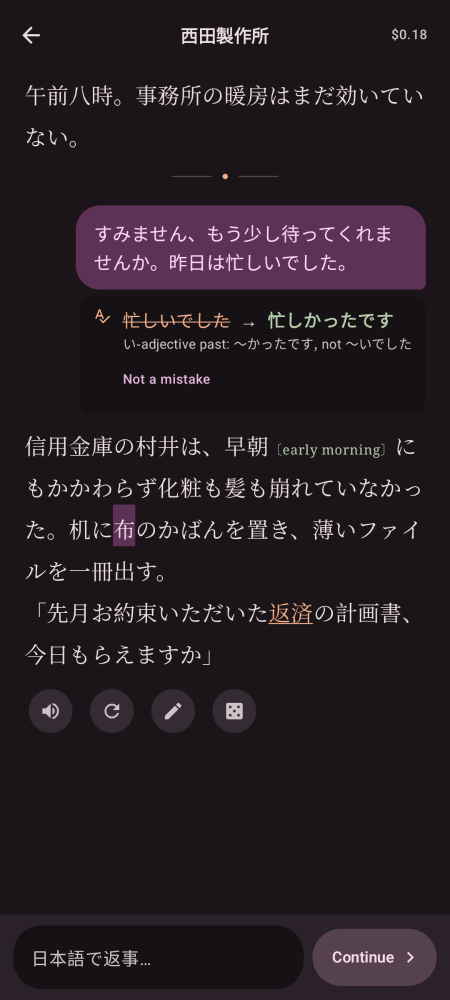 西田製作所
$0.18
午前八時。事務所の暖房はまだ効いてい
ない。
すみません、もう少し待ってくれま
せんか。昨日は忙しいでした。
忙しいでした → 忙しかったです
い-adjective past: 〜かったです, not 〜いでした
Not a mistake
信用金庫の村井は、早朝〔early morning〕に
もかかわらず化粧も髪も崩れていなかっ
た。机に布のかばんを置き、薄いファイ
ルを一冊出す。
「先月お約束いただいた返済の計画書、
今日もらえますか」
日本語で返事…
Continue